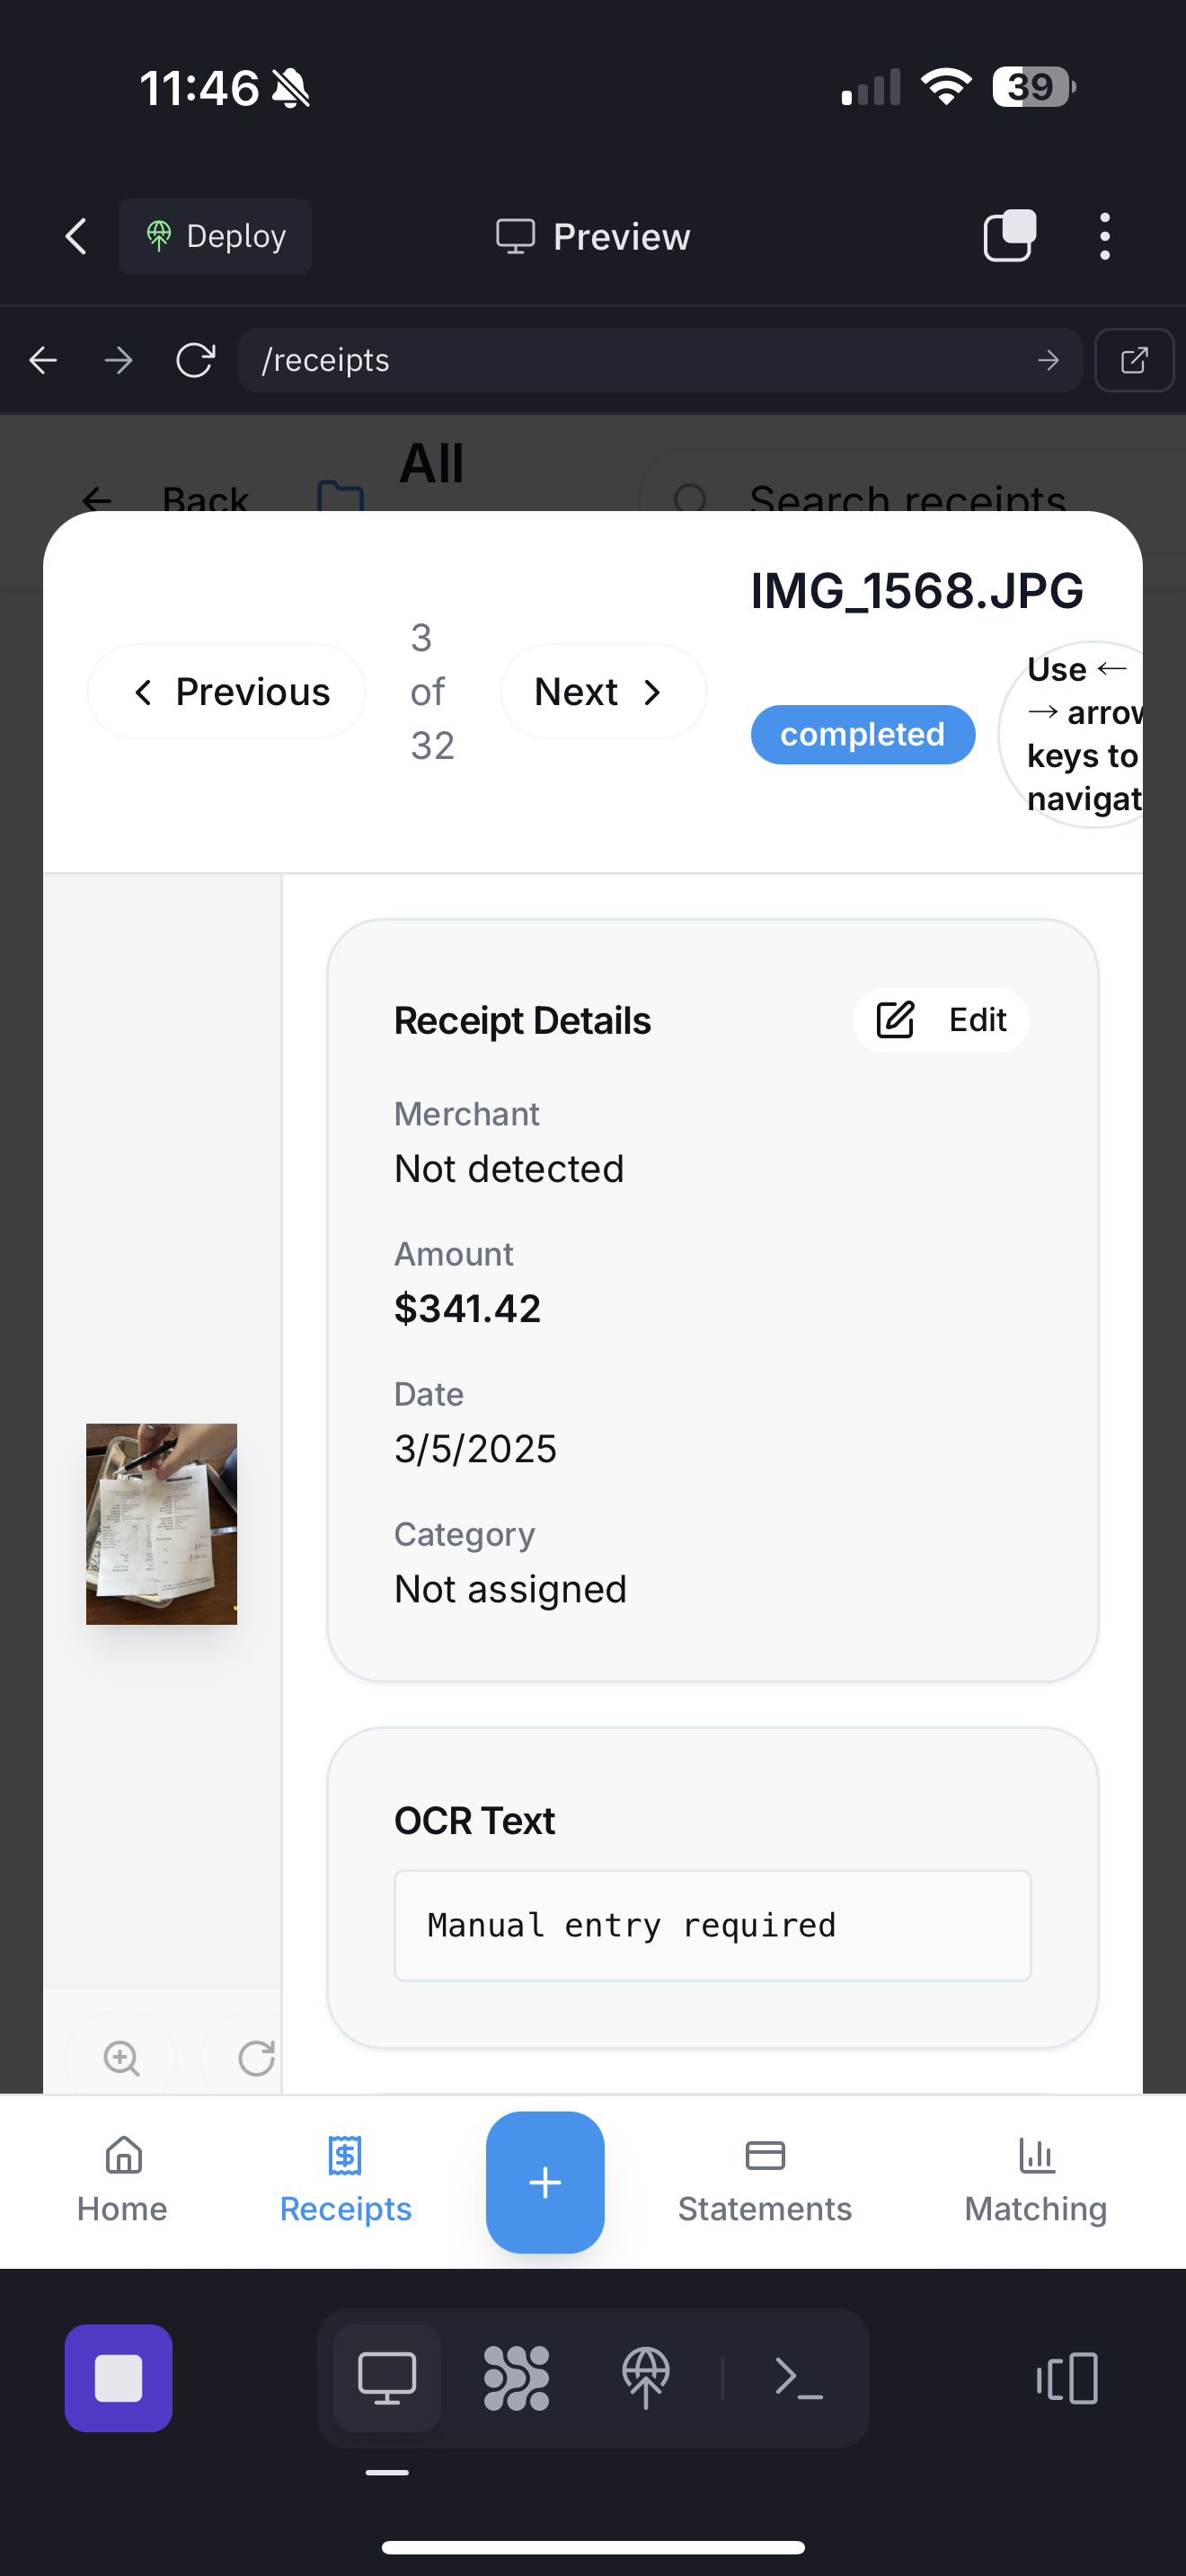 11:46
39
Deploy
Preview
/receipts
All
Back
Search receipts
IMG_1568.JPG
Previous
3
of
32
Next
completed
Use ←
→ arrow
keys to
navigat
Receipt Details
Edit
Merchant
Not detected
Amount
$341.42
Date
3/5/2025
Category
Not assigned
OCR Text
Manual entry required
Home
Receipts
Statements
Matching